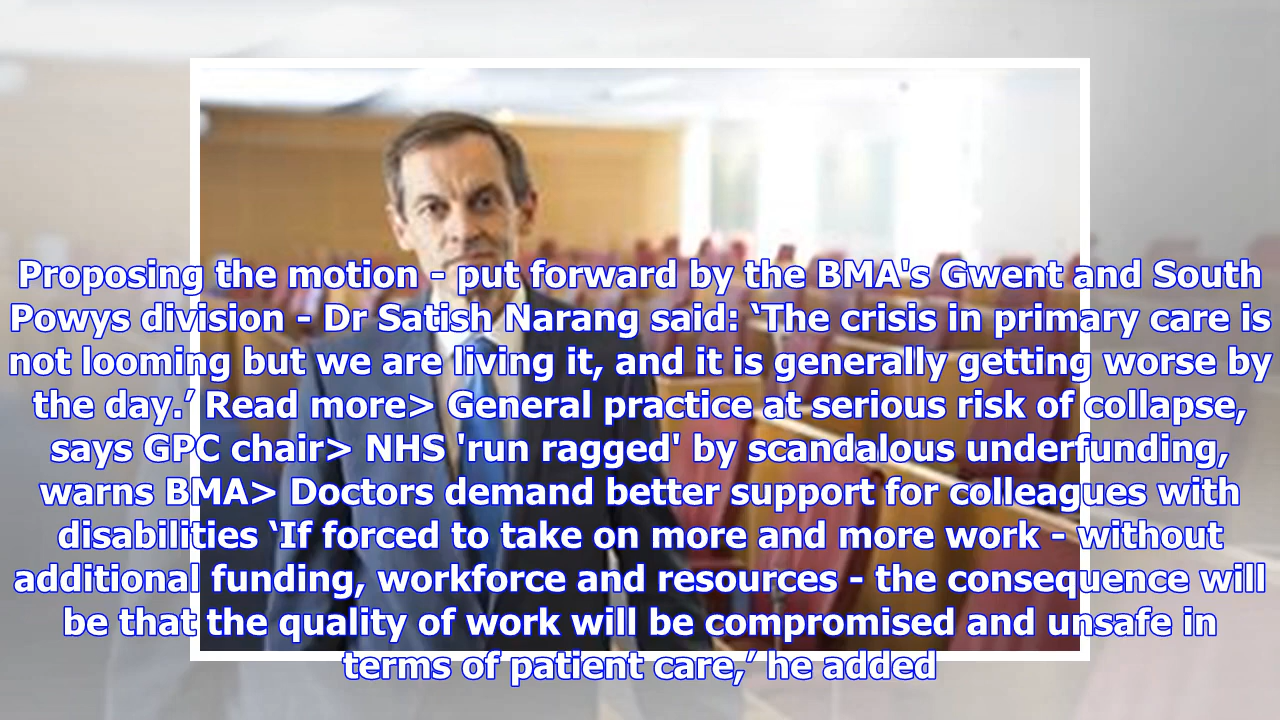 Proposing the motion - put forward by the BMA's Gwent and South
Powys division - Dr Satish Narang said: ‘The crisis in primary care is
not looming but we are living it, and it is generally getting worse by
the day.’ Read more> General practice at serious risk of collapse,
says GPC chair> NHS 'run ragged' by scandalous underfunding,
warns BMA> Doctors demand better support for colleagues with
disabilities ‘If forced to take on more and more work - without
additional funding, workforce and resources - the consequence will
be that the quality of work will be compromised and unsafe in
terms of patient care,’ he added